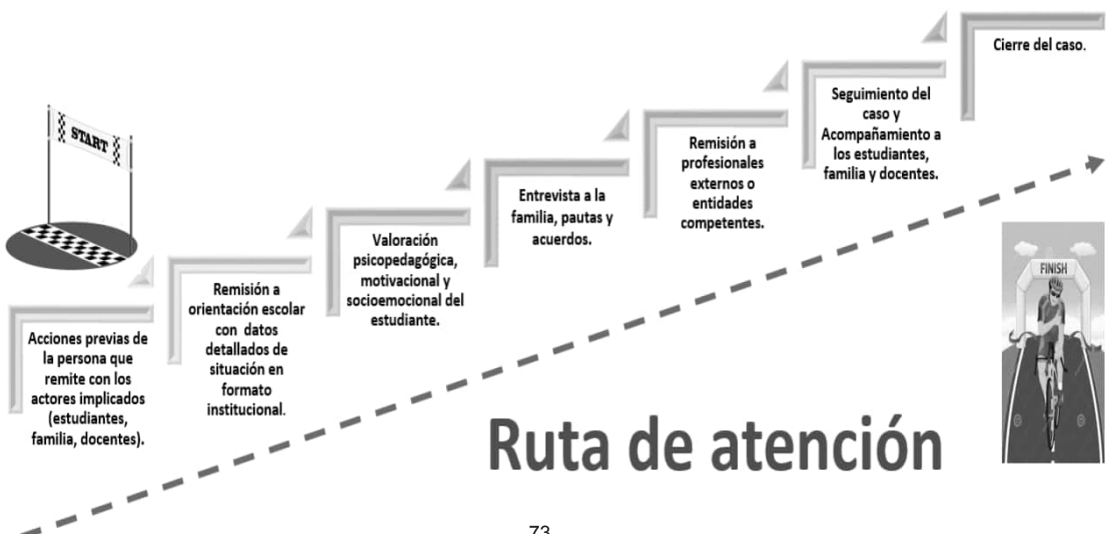 START
Acciones previas de
la persona que
remite con los
actores implicados
(estudiantes,
familia, docentes).
Remisión a
orientación escolar
con datos
detallados de
situación en
formato
institucional.
Valoración
psicopedagógica,
motivacional y
socioemocional del
estudiante.
Entrevista a la
familia, pautas y
acuerdos.
Remisión a
profesionales
externos o
entidades
competentes.
Seguimiento del
caso y
Acompañamiento a
los estudiantes,
familia y docentes.
Cierre del caso.
FINISH
Ruta de atención
73